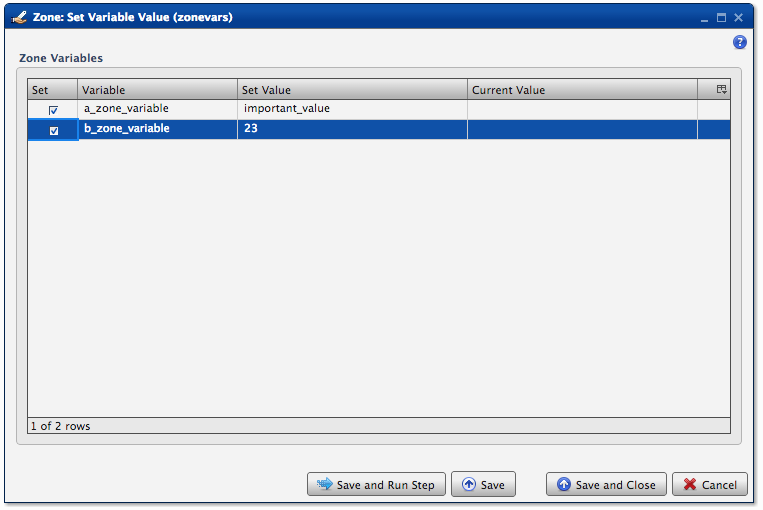 Zone: Set Variable Value (zonevars)
?
Zone Variables
Set Variable Set Value Current Value
a_zone_variable important_value
b_zone_variable 23
1 of 2 rows
Save and Run Step Save Save and Close Cancel